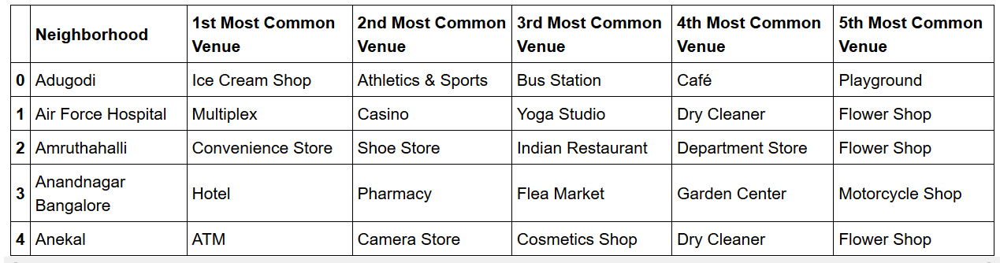 Neighborhood 1st Most Common Venue 2nd Most Common Venue 3rd Most Common Venue 4th Most Common Venue 5th Most Common Venue
0 Adugodi Ice Cream Shop Athletics & Sports Bus Station Café Playground
1 Air Force Hospital Multiplex Casino Yoga Studio Dry Cleaner Flower Shop
2 Amruthahalli Convenience Store Shoe Store Indian Restaurant Department Store Flower Shop
3 Anandnagar Bangalore Hotel Pharmacy Flea Market Garden Center Motorcycle Shop
4 Anekal ATM Camera Store Cosmetics Shop Dry Cleaner Flower Shop